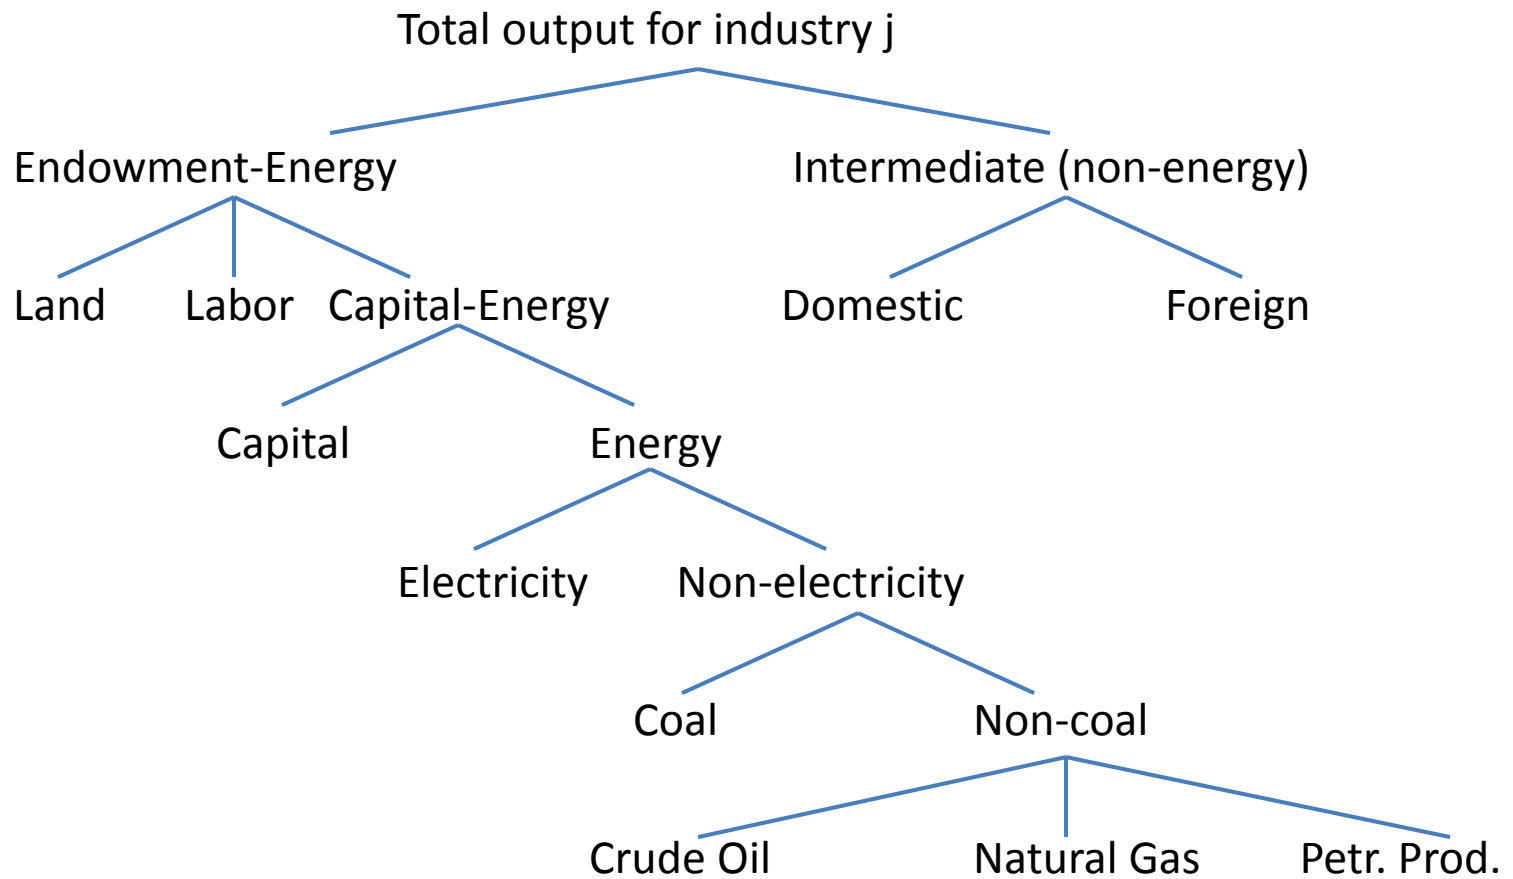 Total output for industry j
Endowment-Energy
Intermediate (non-energy)
Land
Labor
Capital-Energy
Domestic
Foreign
Capital
Energy
Electricity
Non-electricity
Coal
Non-coal
Crude Oil
Natural Gas
Petr. Prod.